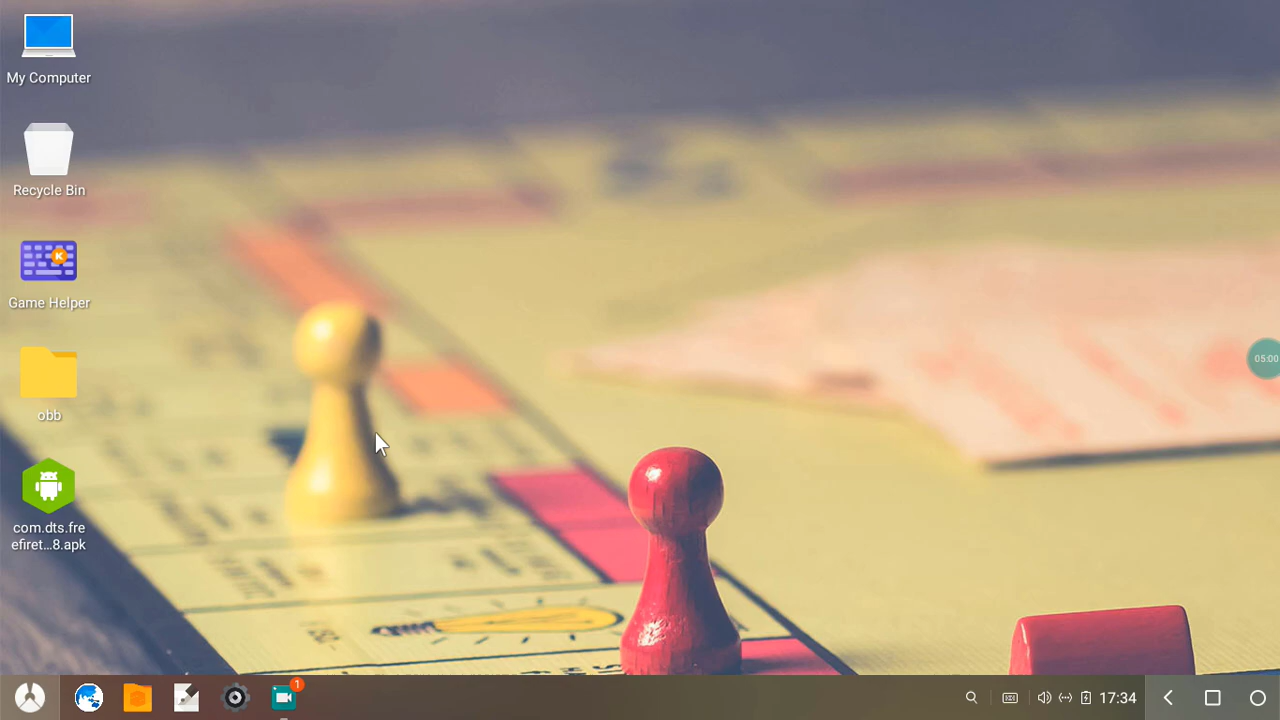 My Computer
Recycle Bin
K
Game Helper
obb
com.dts.fre
efiret...8.apk
05:00
1
17:34